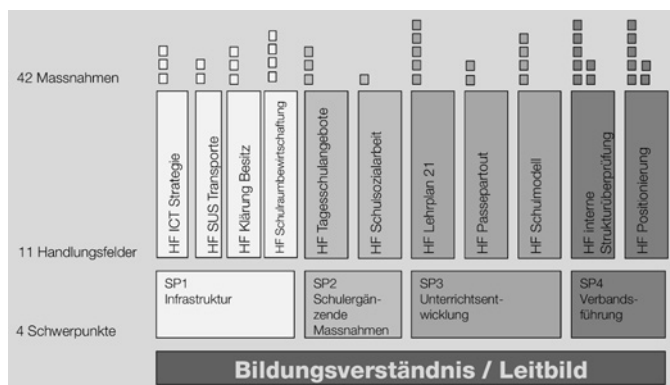 42 Massnahmen
HF ICT Strategie
HF SUS Transporte
HF Klärung Besitz
HF Schulraumbewirtschaftung
HF Tagesschulangebote
HF Schulsozialarbeit
HF Lehrplan 21
HF Passepartout
HF Schulmodell
HF interne
Strukturüberprüfung
HF Positionierung
11 Handlungsfelder
SP1
Infrastruktur
SP2
Schulergän-
zende
Massnahmen
SP3
Unterrichtsent-
wicklung
SP4
Verbands-
führung
4 Schwerpunkte
Bildungsverständnis / Leitbild